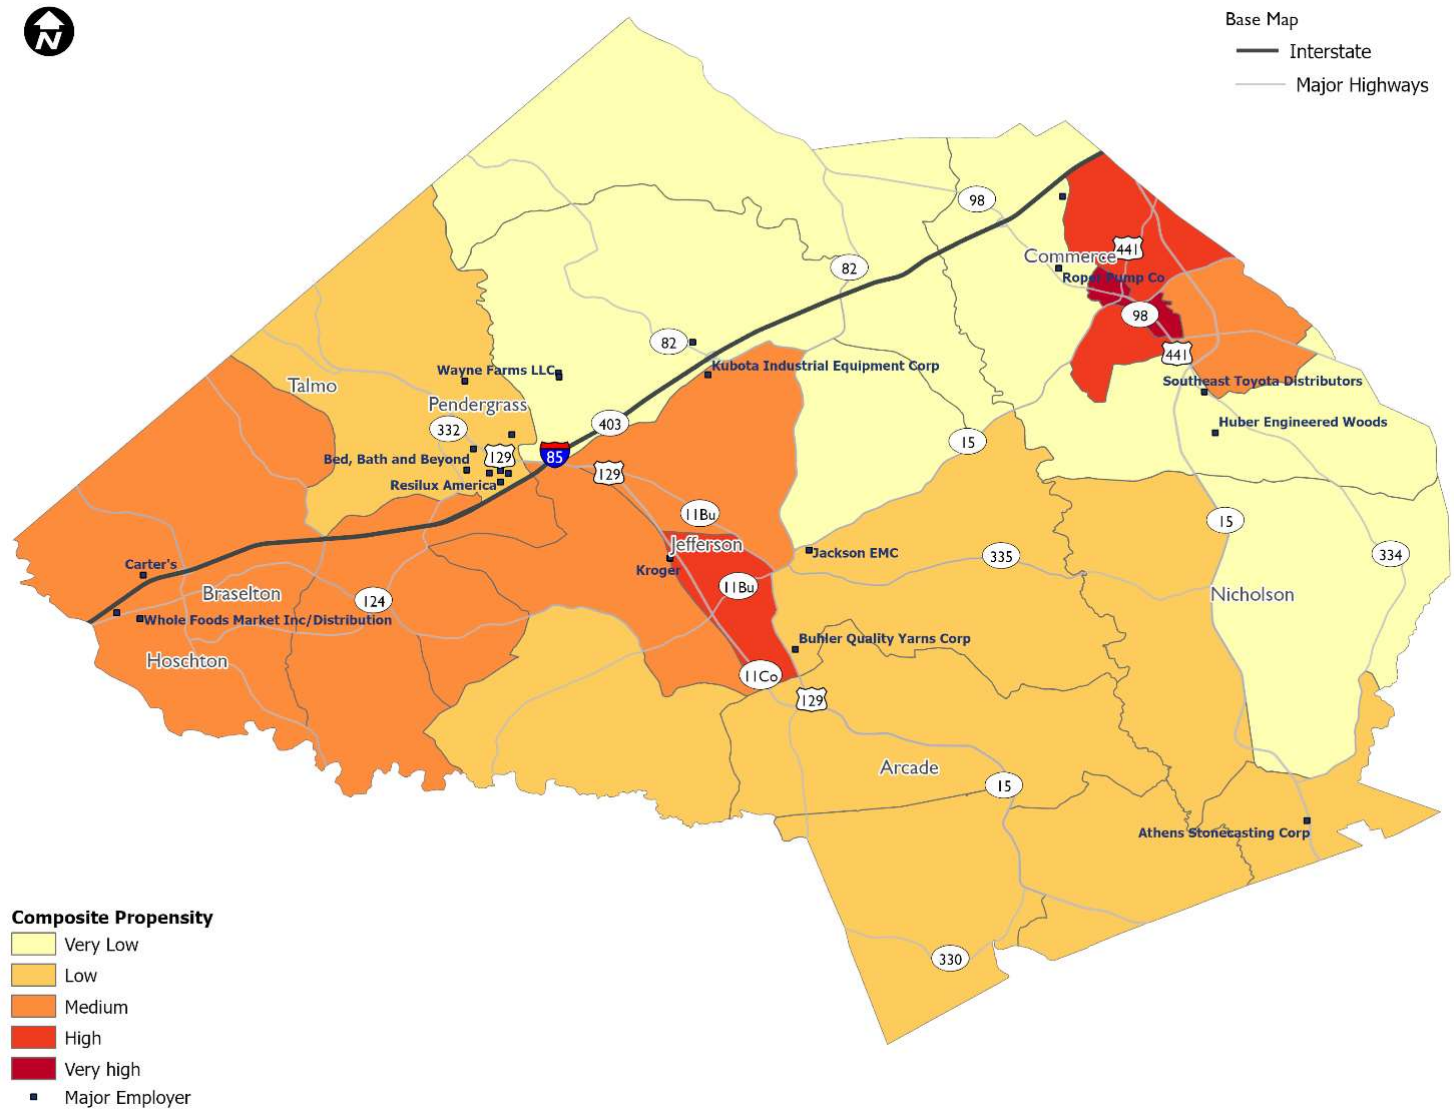 N
Base Map
Interstate
Major Highways
98
441
Commerce
82
Roper Pump Co
98
82
441
Kubota Industrial Equipment Corp
Wayne Farms LLC
Talmo
Southeast Toyota Distributors
Pendergrass
403
Huber Engineered Woods
332
15
Bed, Bath and Beyond
129
85
129
Resilux America
11Bu
15
Jefferson
Jackson EMC
335
334
Carter's
Kroger
11Bu
Braselton
124
Nicholson
Whole Foods Market Inc/Distribution
Buhler Quality Yarns Corp
Hoschton
11Co
129
Arcade
15
Athens Stonecasting Corp
330
Composite Propensity
Very Low
Low
Medium
High
Very high
Major Employer